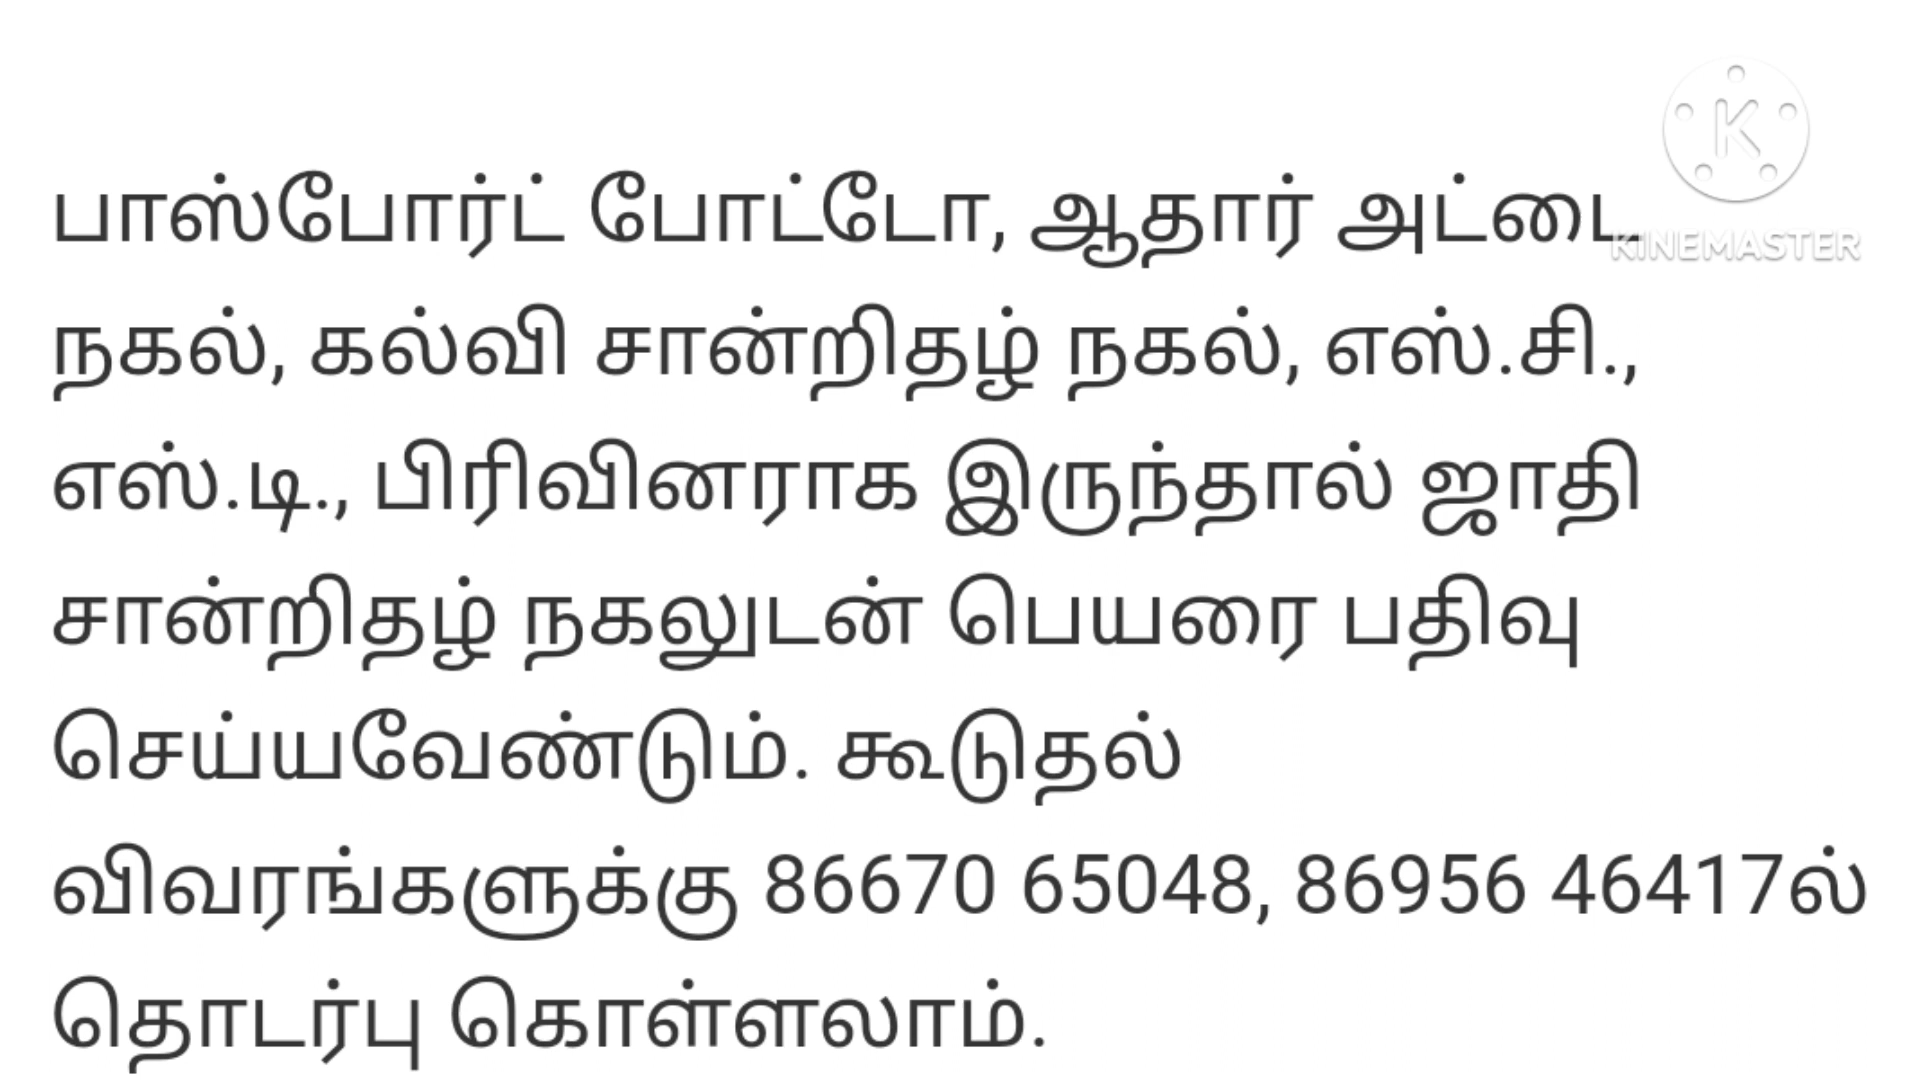 பாஸ்போர்ட் போட்டோ, ஆதார் அட்டை
நகல், கல்வி சான்றிதழ் நகல், எஸ்.சி.,
எஸ்.டி., பிரிவினராக இருந்தால் ஜாதி
சான்றிதழ் நகலுடன் பெயரை பதிவு
செய்யவேண்டும். கூடுதல்
விவரங்களுக்கு 86670 65048, 86956 46417ல்
தொடர்பு கொள்ளலாம்.
K
KINEMASTER